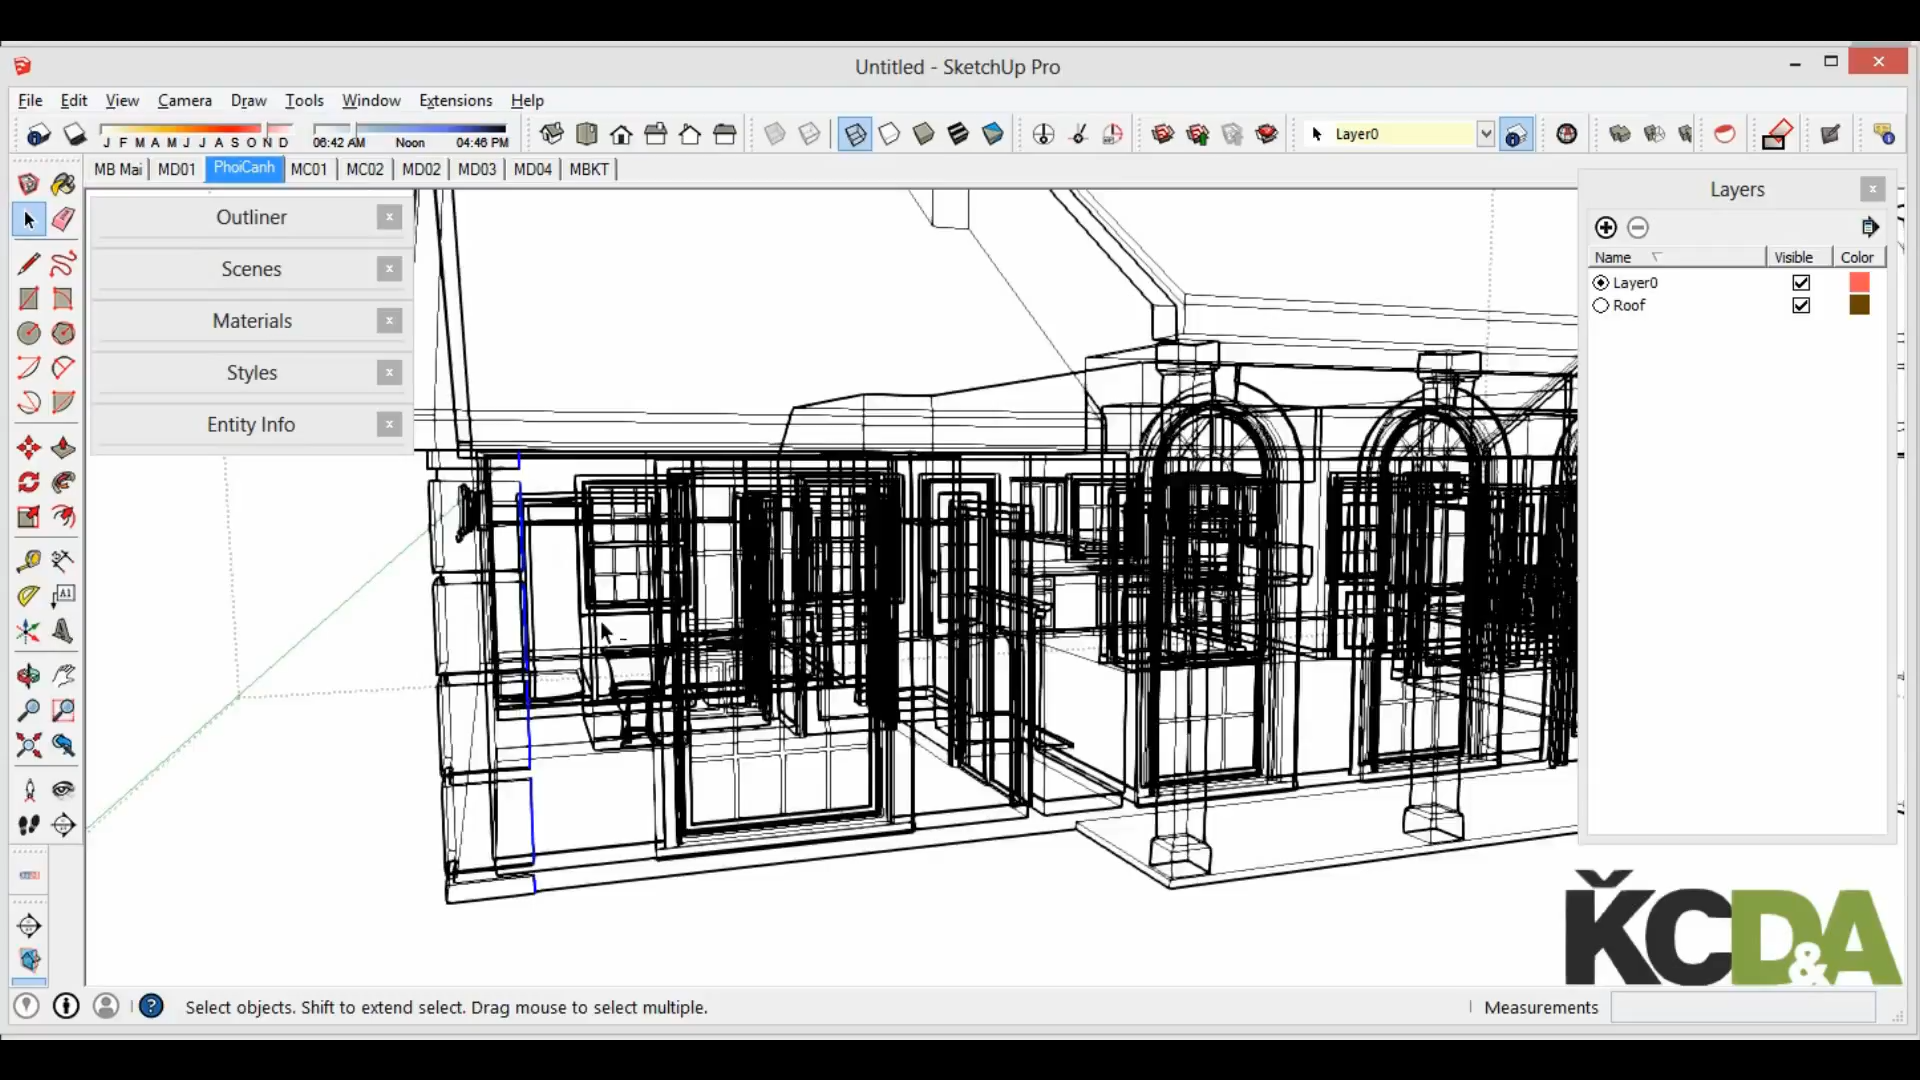 Untitled - SketchUp Pro
File Edit View Camera Draw Tools Window Extensions Help
J F M A M J J A S O N D 06:42 AM Noon 04:46 PM Layer0
MB Mai MD01 PhoiCanh MC01 MC02 MD02 MD03 MD04 MBKT
Outliner
Scenes
Materials
Styles
Entity Info
Layers
Name Visible Color
Layer0
Roof
A1
KCD&A
Select objects. Shift to extend select. Drag mouse to select multiple.
Measurements